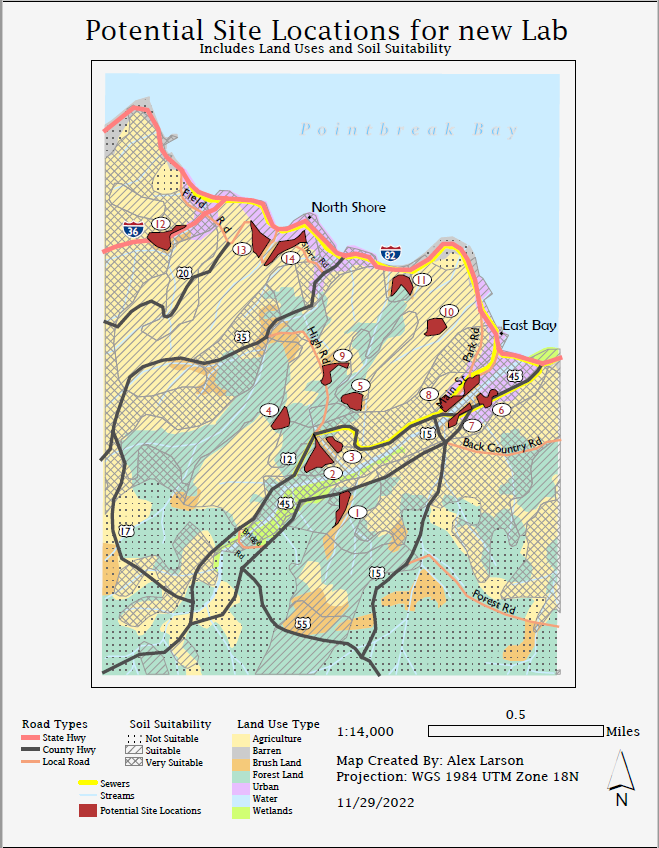 Potential Site Locations for new Lab
Includes Land Uses and Soil Suitability
Pointbreak Bay
Field Rd
North Shore
36
12
82
13
14
Shore Rd
11
20
10
East Bay
35
High Rd
Park Rd
9
45
8
Main St
5
6
4
7
15
Back Country Rd
12
3
2
45
1
17
Bridge Rd
15
Forest Rd
55
0.5
Road Types
State Hwy
County Hwy
Local Road
Soil Suitability
Not Suitable
Suitable
Very Suitable
Sewers
Streams
Potential Site Locations
Land Use Type
Agriculture
Barren
Brush Land
Forest Land
Urban
Water
Wetlands
1:14,000
Miles
Map Created By: Alex Larson
Projection: WGS 1984 UTM Zone 18N
11/29/2022
N